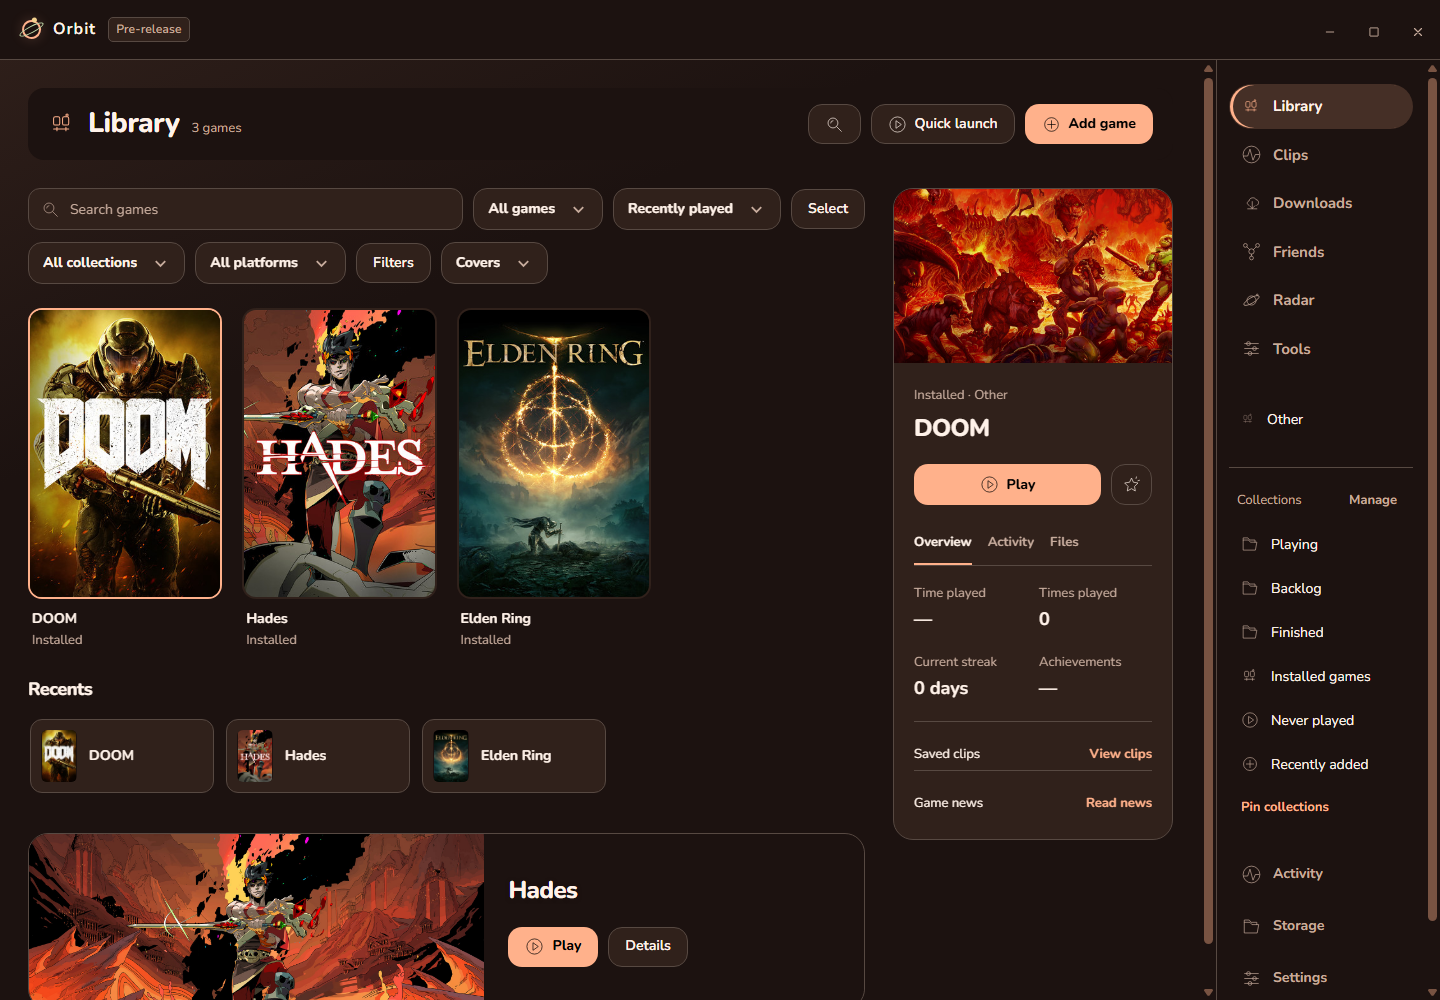 Orbit
Pre-release
Library
3 games
Quick launch
Add game
Search games
All games
Recently played
Select
All collections
All platforms
Filters
Covers
DOOM
HADES
ELDEN RING
DOOM
Installed
Hades
Installed
Elden Ring
Installed
Recents
DOOM
DOOM
HADES
Hades
ELDEN RING
Elden Ring
Hades
Play
Details
Installed · Other
DOOM
Play
Overview
Activity
Files
Time played
Times played
—
0
Current streak
Achievements
0 days
—
Saved clips
View clips
Game news
Read news
Library
Clips
Downloads
Friends
Radar
Tools
Other
Collections
Manage
Playing
Backlog
Finished
Installed games
Never played
Recently added
Pin collections
Activity
Storage
Settings